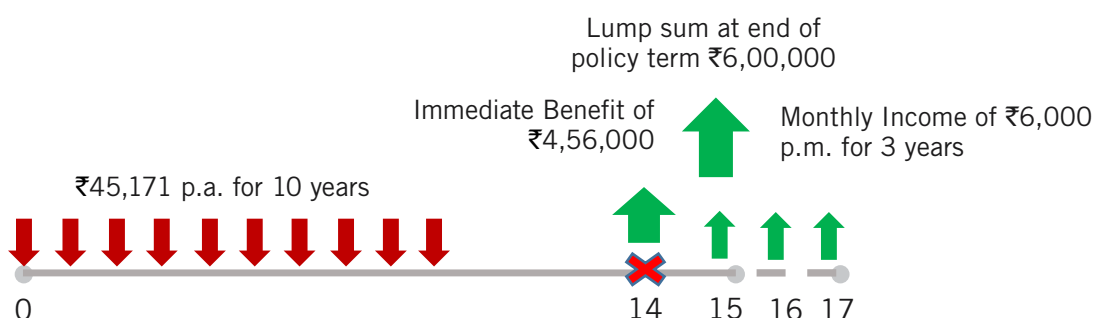 Lump sum at end of
policy term ₹6,00,000
Immediate Benefit of
₹4,56,000
Monthly Income of ₹6,000
p.m. for 3 years
₹45,171 p.a. for 10 years
0
14
15
16
17